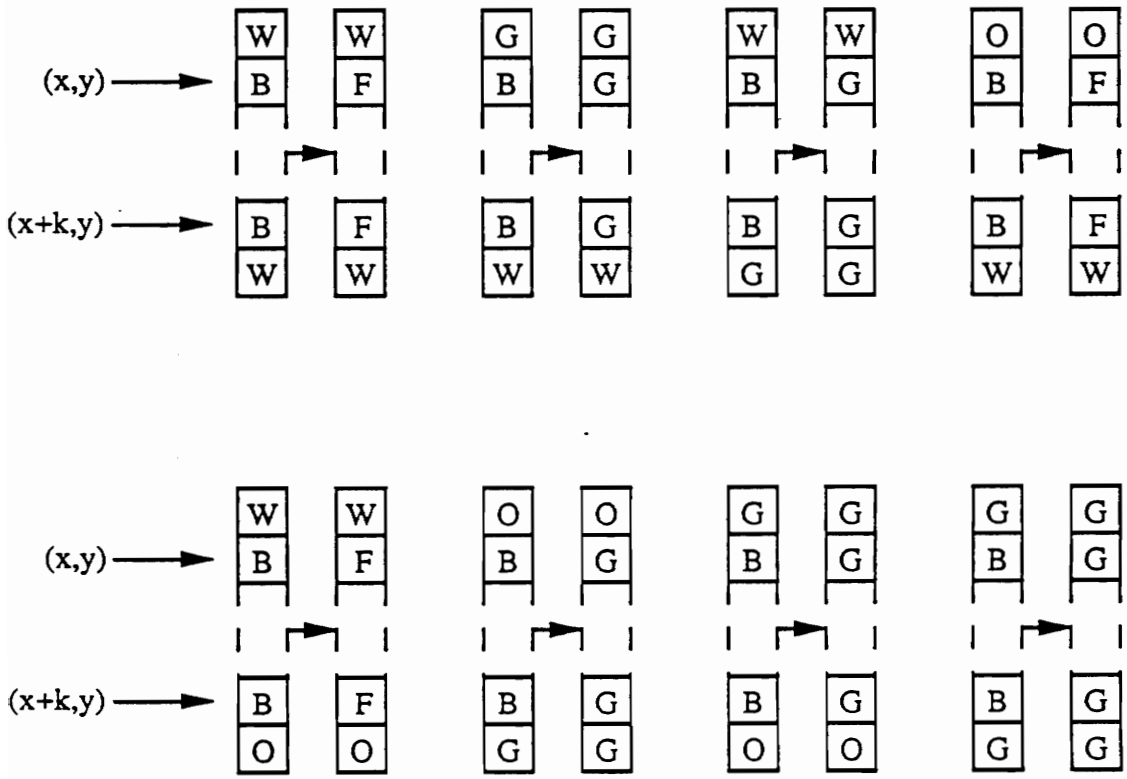 W W G G W W O O
(x,y) B F B G B G B F
(x+k,y) B F B G B G B F
W W W W G G W W
W W O O G G G G
(x,y) B F B G B G B G
(x+k,y) B F B G B G B G
O O G G O O G G